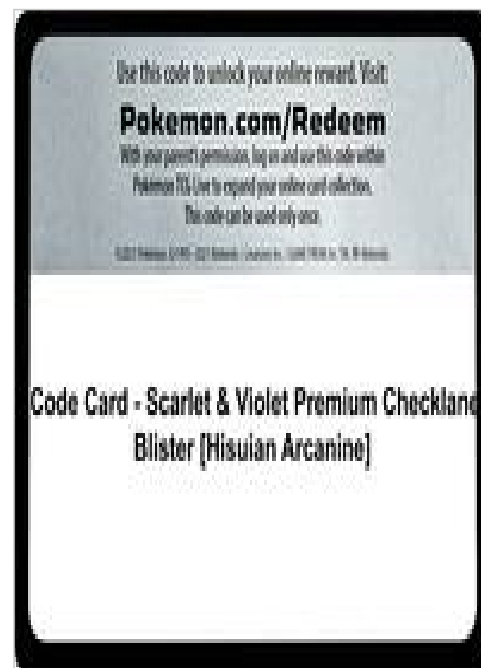 Use this code to unlock your online reward. Visit
Pokemon.com/Redeem
With your parent's permission, log on and use this code within
Pokémon TCG Live to expand your online card collection.
This code can be used only once.
Code Card - Scarlet & Violet Premium Checklane
Blister [Hisuian Arcanine]